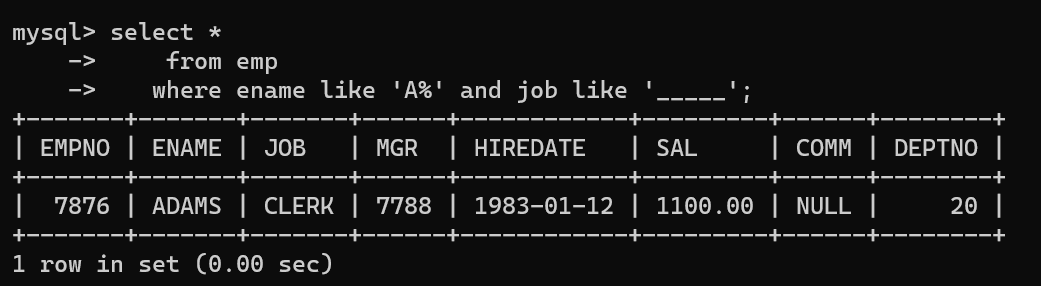 mysql> select *
    ->     from emp
    ->    where ename like 'A%' and job like '_____';
+-------+-------+-------+------+------------+---------+------+--------+
| EMPNO | ENAME | JOB   | MGR  | HIREDATE   | SAL     | COMM | DEPTNO |
+-------+-------+-------+------+------------+---------+------+--------+
|  7876 | ADAMS | CLERK | 7788 | 1983-01-12 | 1100.00 | NULL |     20 |
+-------+-------+-------+------+------------+---------+------+--------+
1 row in set (0.00 sec)